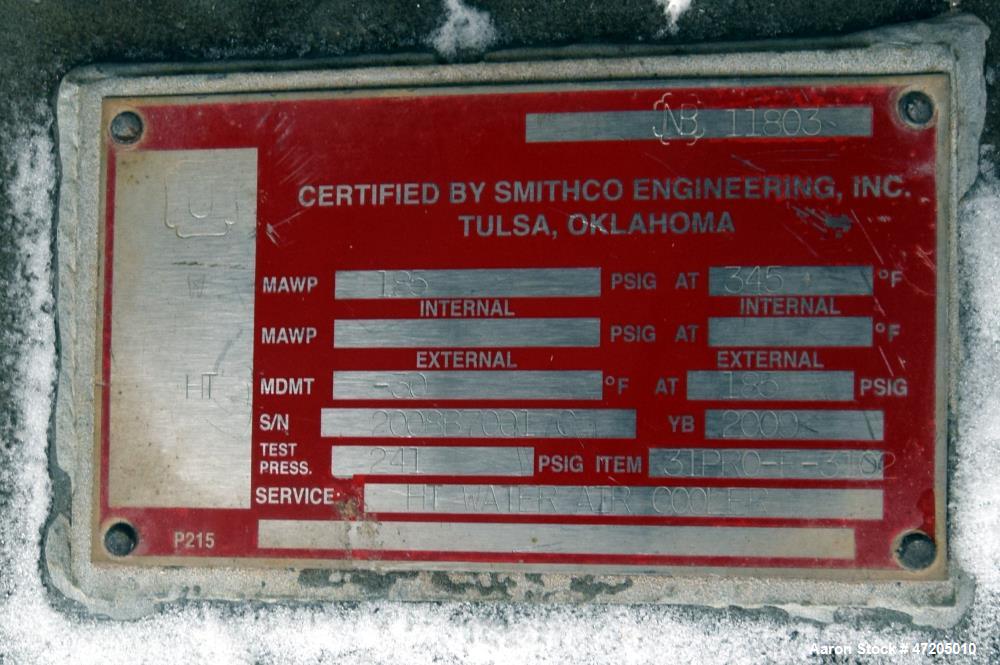 NB 11803
U
CERTIFIED BY SMITHCO ENGINEERING, INC.
TULSA, OKLAHOMA
W
MAWP 185 PSIG AT 345 °F
INTERNAL INTERNAL
MAWP PSIG AT °F
EXTERNAL EXTERNAL
HT
MDMT -30 °F AT 185 PSIG
S/N YB
TEST PRESS. 241 PSIG ITEM
SERVICE: HT WATER AIR COOLER
P215
Aaron Stock # 47205010